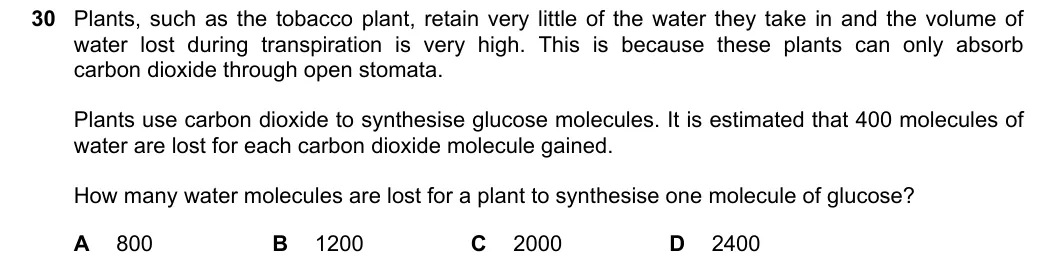 30 Plants, such as the tobacco plant, retain very little of the water they take in and the volume of
water lost during transpiration is very high. This is because these plants can only absorb
carbon dioxide through open stomata.
Plants use carbon dioxide to synthesise glucose molecules. It is estimated that 400 molecules of
water are lost for each carbon dioxide molecule gained.
How many water molecules are lost for a plant to synthesise one molecule of glucose?
A 800 B 1200 C 2000 D 2400